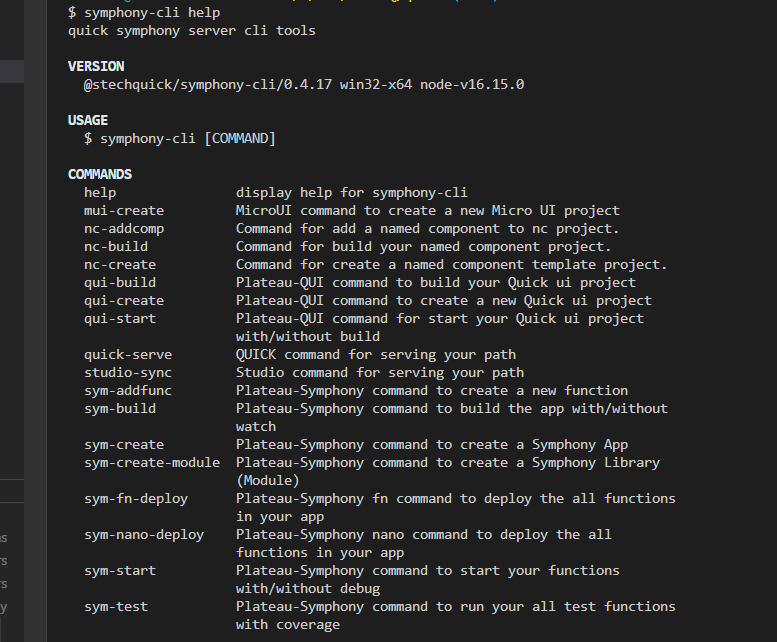 $ symphony-cli help
quick symphony server cli tools
VERSION
@stechquick/symphony-cli/0.4.17 win32-x64 node-v16.15.0
USAGE
$ symphony-cli [COMMAND]
COMMANDS
help display help for symphony-cli
mui-create MicroUI command to create a new Micro UI project
nc-addcomp Command for add a named component to nc project.
nc-build Command for build your named component project.
nc-create Command for create a named component template project.
qui-build Plateau-QUI command to build your Quick ui project
qui-create Plateau-QUI command to create a new Quick ui project
qui-start Plateau-QUI command for start your Quick ui project
with/without build
quick-serve QUICK command for serving your path
studio-sync Studio command for serving your path
sym-addfunc Plateau-Symphony command to create a new function
sym-build Plateau-Symphony command to build the app with/without
watch
sym-create Plateau-Symphony command to create a Symphony App
sym-create-module Plateau-Symphony command to create a Symphony Library
(Module)
sym-fn-deploy Plateau-Symphony fn command to deploy the all functions
in your app
sym-nano-deploy Plateau-Symphony nano command to deploy the all
functions in your app
sym-start Plateau-Symphony command to start your functions
with/without debug
sym-test Plateau-Symphony command to run your all test functions
with coverage